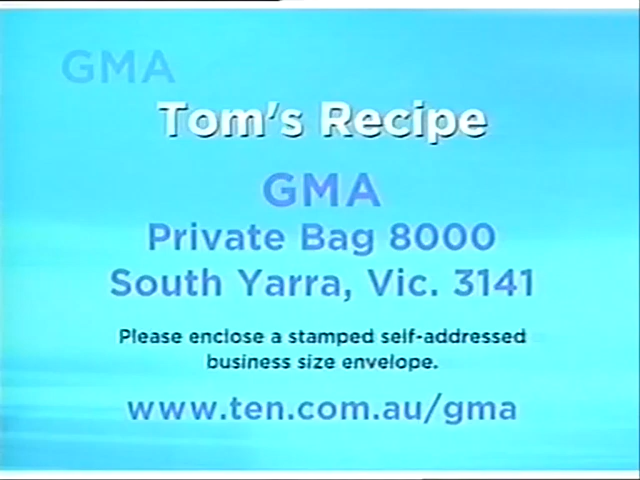 GMA
Tom's Recipe
GMA
Private Bag 8000
South Yarra, Vic. 3141
Please enclose a stamped self-addressed
business size envelope.
www.ten.com.au/gma